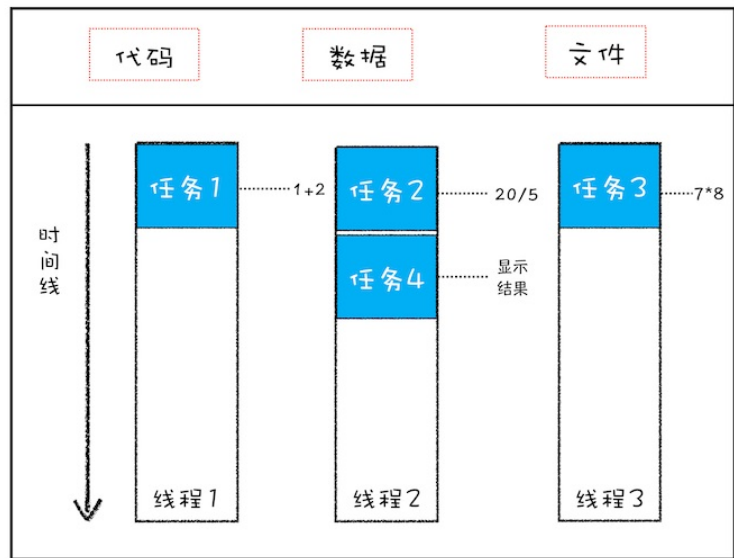 代码
数据
文件
任务1
1+2
任务2
20/5
任务3
7*8
时间线
任务4
显示
结果
线程1
线程2
线程3